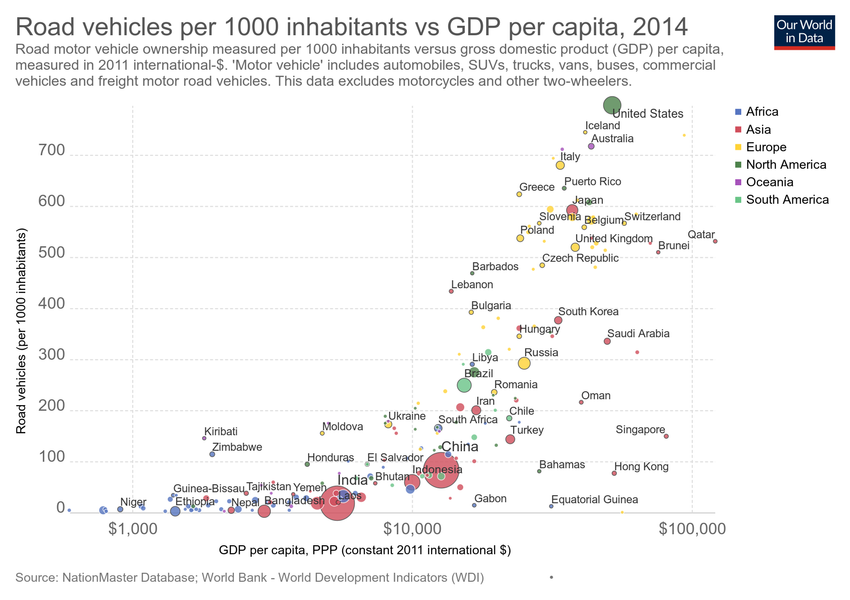 Road vehicles per 1000 inhabitants vs GDP per capita, 2014
Our World
in Data
Road motor vehicle ownership measured per 1000 inhabitants versus gross domestic product (GDP) per capita,
measured in 2011 international-$. 'Motor vehicle' includes automobiles, SUVs, trucks, vans, buses, commercial
vehicles and freight motor road vehicles. This data excludes motorcycles and other two-wheelers.
Africa
Asia
Europe
North America
Oceania
South America
Road vehicles (per 1000 inhabitants)
700
600
500
400
300
200
100
0
United States
Iceland
Australia
Italy
Puerto Rico
Greece
Japan
Slovenia
Belgium
Switzerland
Poland
United Kingdom
Qatar
Brunei
Czech Republic
Barbados
Lebanon
Bulgaria
South Korea
Hungary
Saudi Arabia
Russia
Libya
Brazil
Romania
Iran
Oman
Chile
Ukraine
South Africa
Moldova
Turkey
Singapore
Kiribati
Zimbabwe
China
Honduras
El Salvador
Indonesia
Bahamas
Hong Kong
India
Bhutan
Guinea-Bissau
Tajikistan
Yemen
Laos
Niger
Ethiopia
Nepal
Bangladesh
Gabon
Equatorial Guinea
$1,000
$10,000
$100,000
GDP per capita, PPP (constant 2011 international $)
Source: NationMaster Database; World Bank - World Development Indicators (WDI)